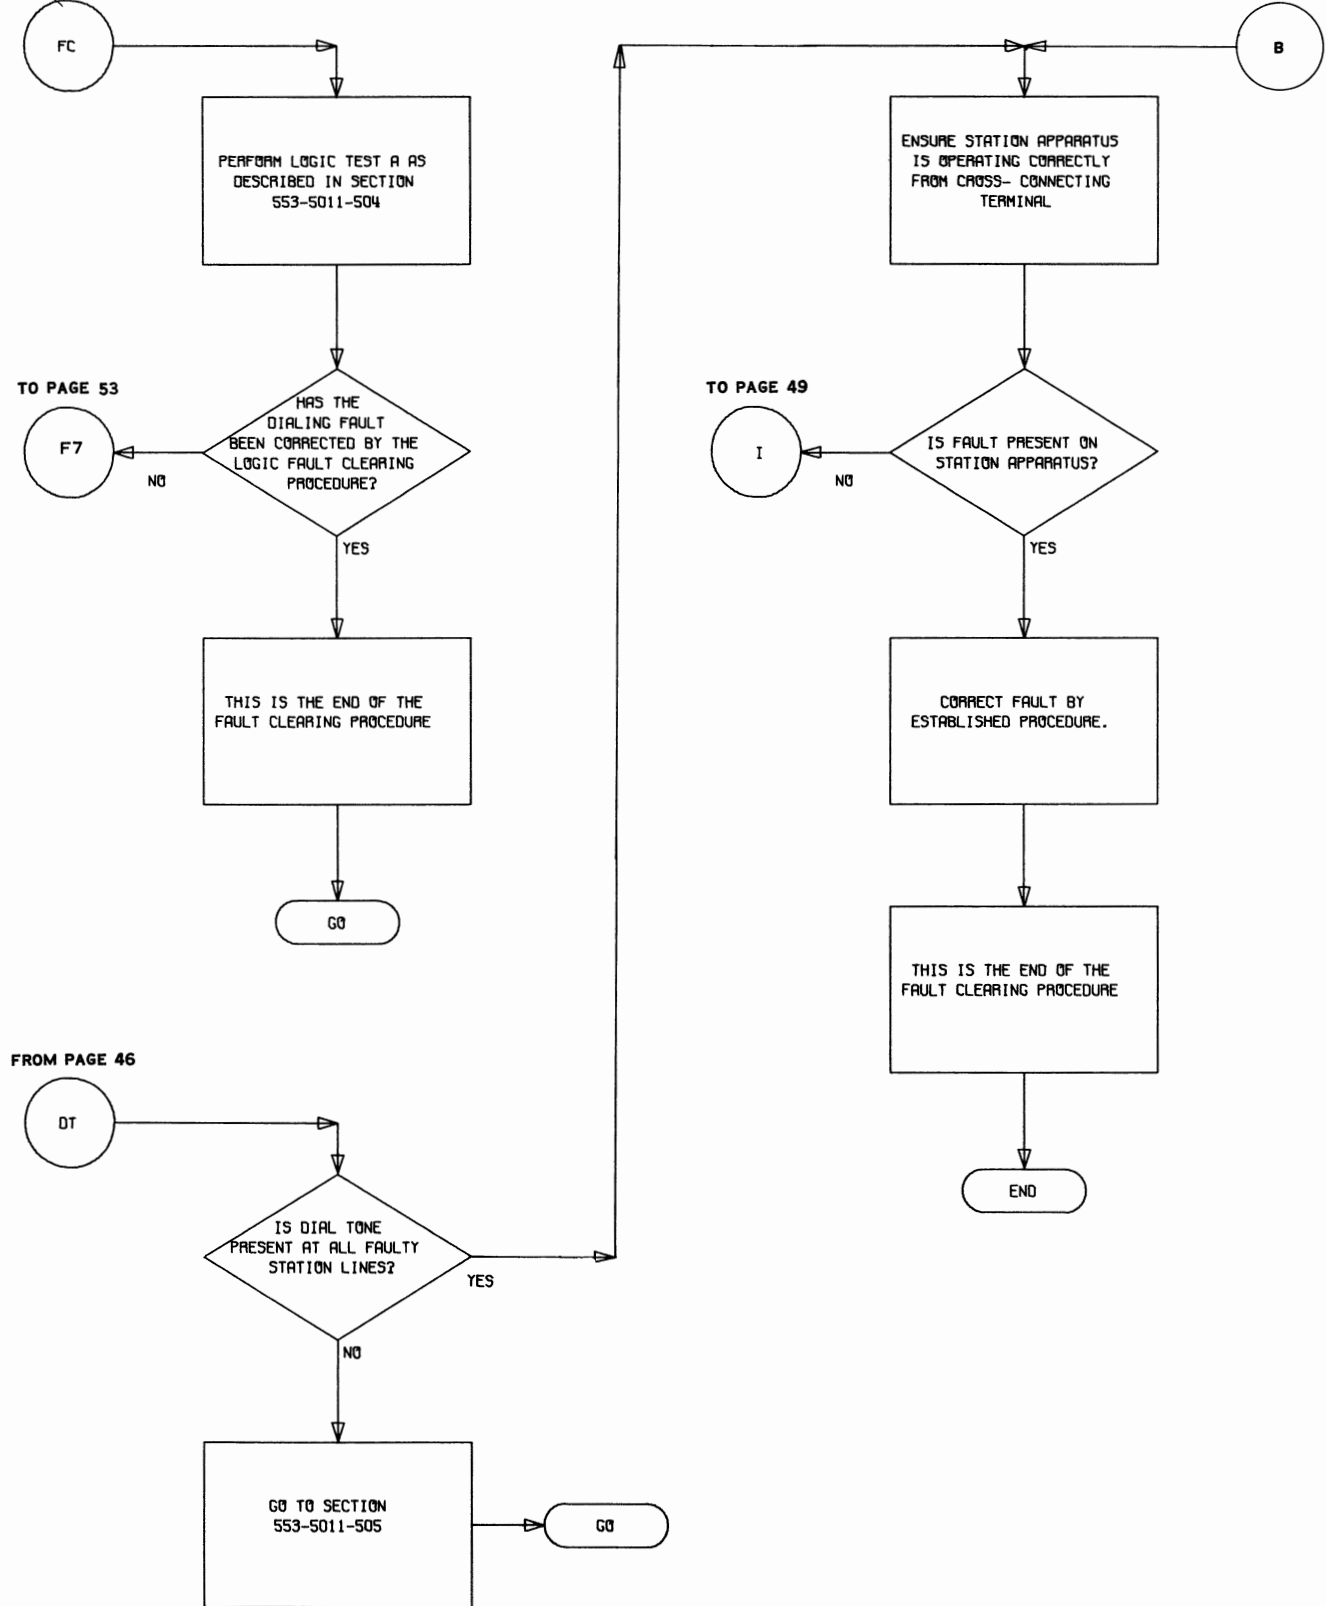 FC
PERFORM LOGIC TEST A AS
DESCRIBED IN SECTION
553-5011-504
TO PAGE 53
F7
NO
HAS THE
DIALING FAULT
BEEN CORRECTED BY THE
LOGIC FAULT CLEARING
PROCEDURE?
YES
THIS IS THE END OF THE
FAULT CLEARING PROCEDURE
GO
FROM PAGE 46
DT
IS DIAL TONE
PRESENT AT ALL FAULTY
STATION LINES?
YES
NO
GO TO SECTION
553-5011-505
GO
B
ENSURE STATION APPARATUS
IS OPERATING CORRECTLY
FROM CROSS- CONNECTING
TERMINAL
TO PAGE 49
I
NO
IS FAULT PRESENT ON
STATION APPARATUS?
YES
CORRECT FAULT BY
ESTABLISHED PROCEDURE.
THIS IS THE END OF THE
FAULT CLEARING PROCEDURE
END